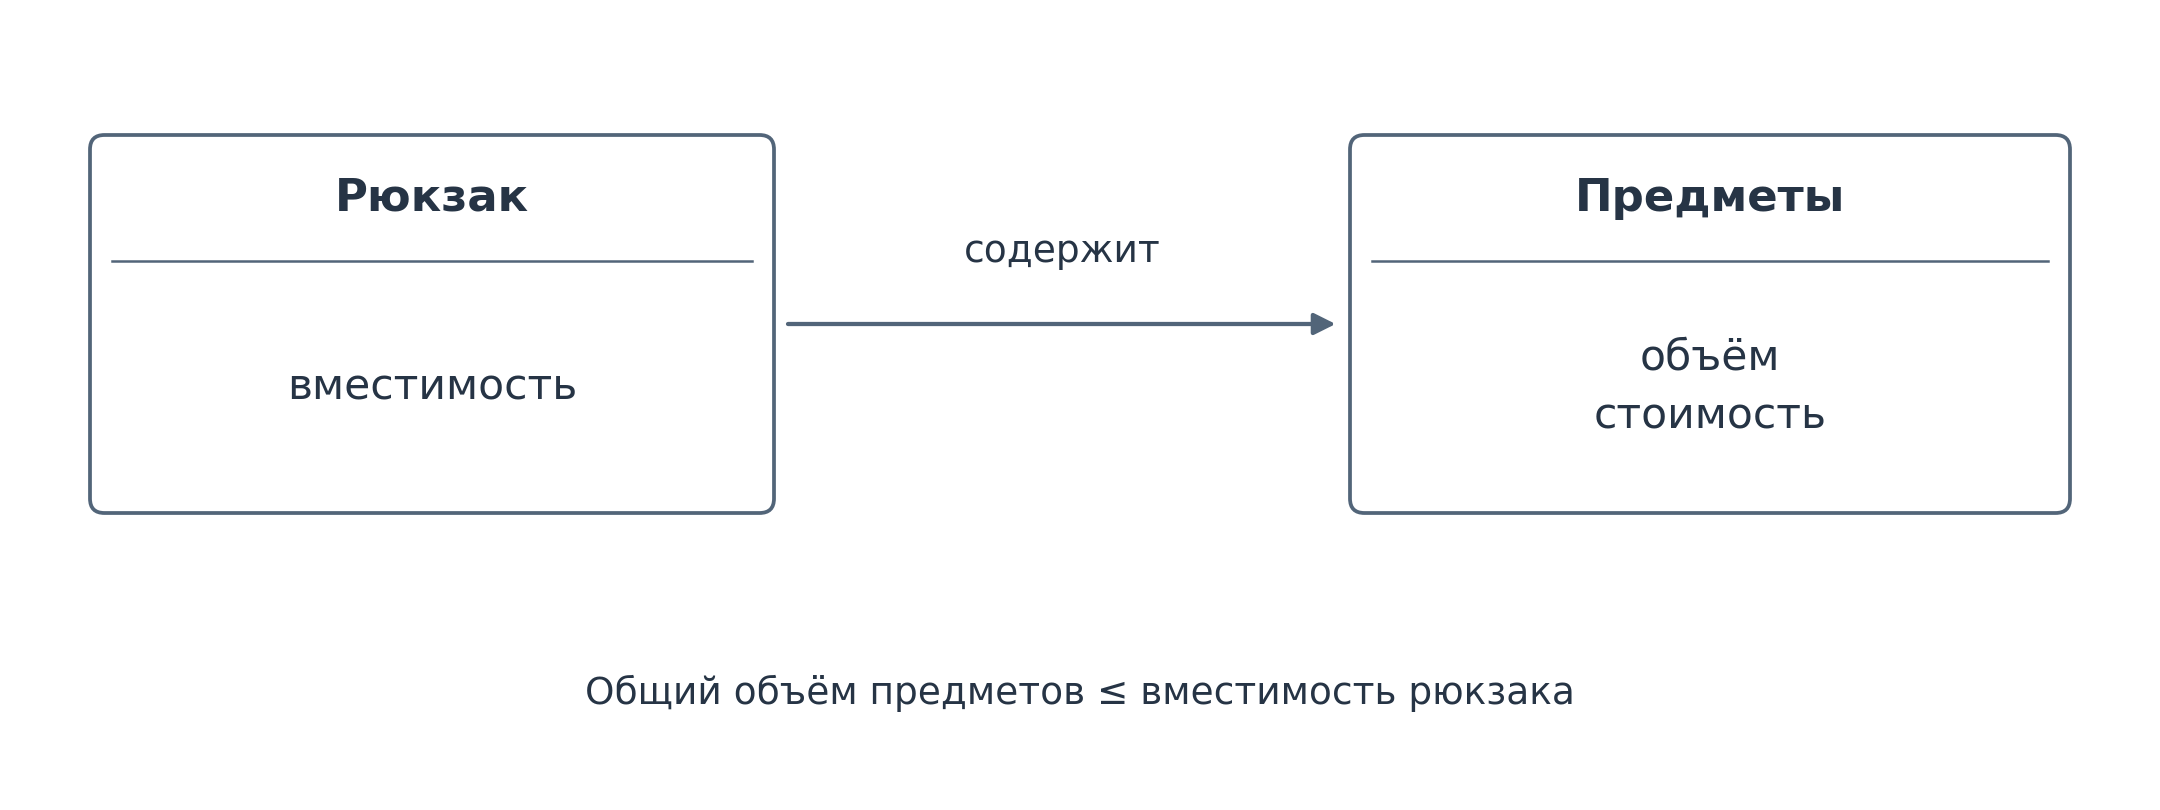 Рюкзак
вместимость
содержит
Предметы
объём
стоимость
Общий объём предметов ≤ вместимость рюкзака